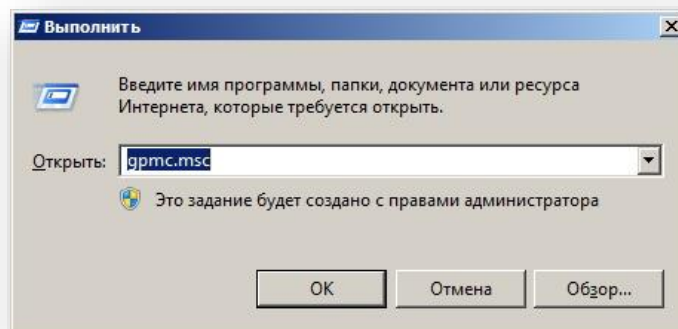 Выполнить
Введите имя программы, папки, документа или ресурса
Интернета, которые требуется открыть.
Открыть: gpmc.msc
Это задание будет создано с правами администратора
OK Отмена Обзор...